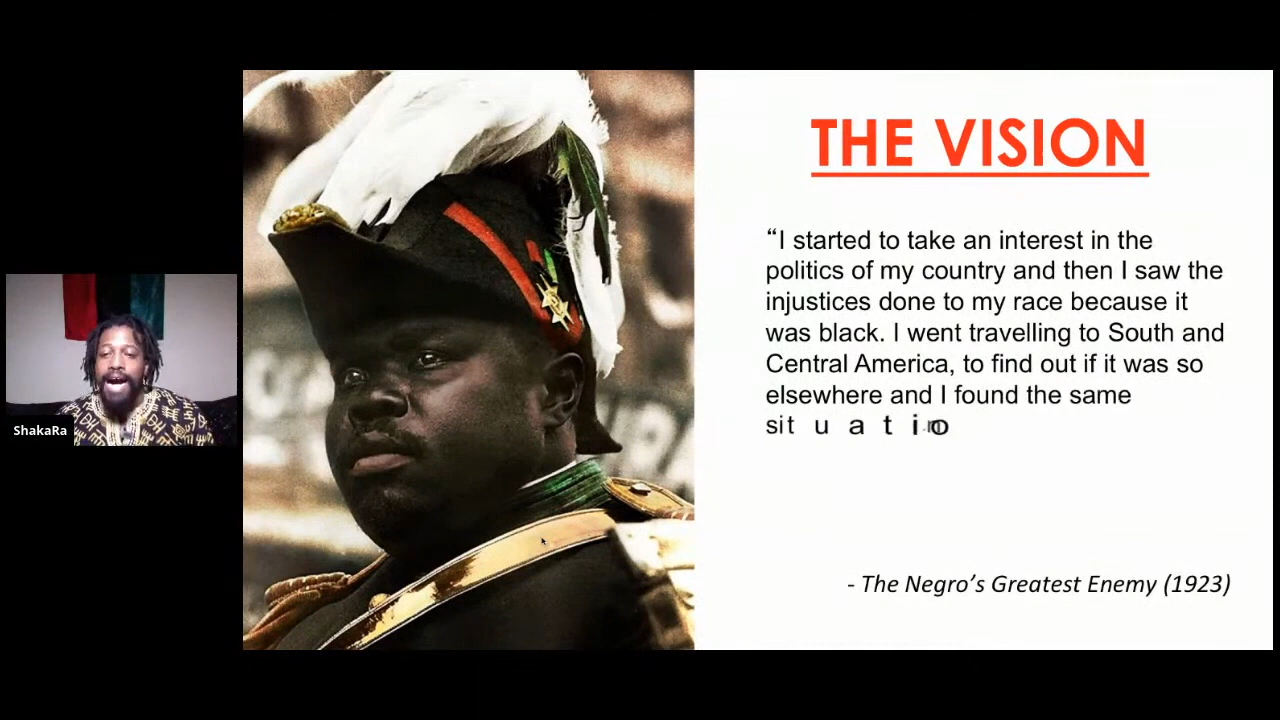 THE VISION
“I started to take an interest in the
politics of my country and then I saw the
injustices done to my race because it
was black. I went travelling to South and
Central America, to find out if it was so
elsewhere and I found the same
situatio
- The Negro’s Greatest Enemy (1923)
ShakaRa